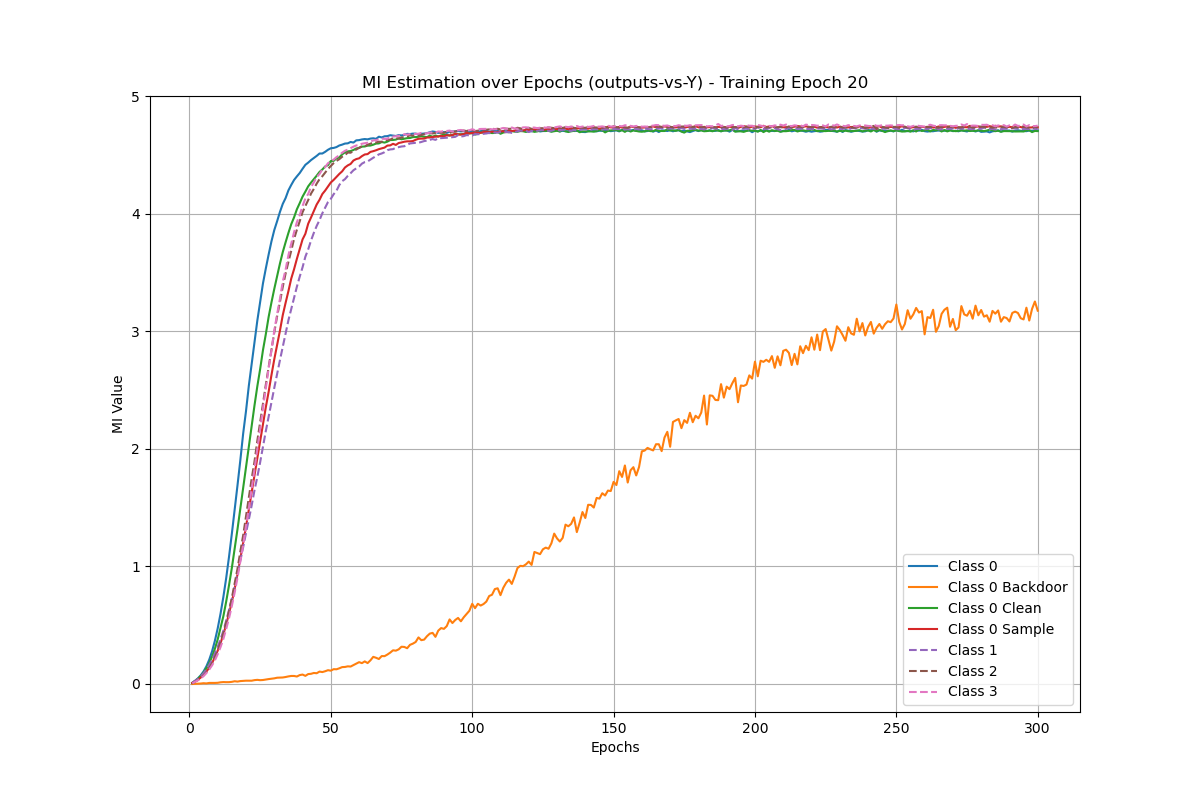 MI Estimation over Epochs (outputs-vs-Y) - Training Epoch 20
5
4
3
2
1
0
MI Value
0 50 100 150 200 250 300
Epochs
Class 0
Class 0 Backdoor
Class 0 Clean
Class 0 Sample
Class 1
Class 2
Class 3